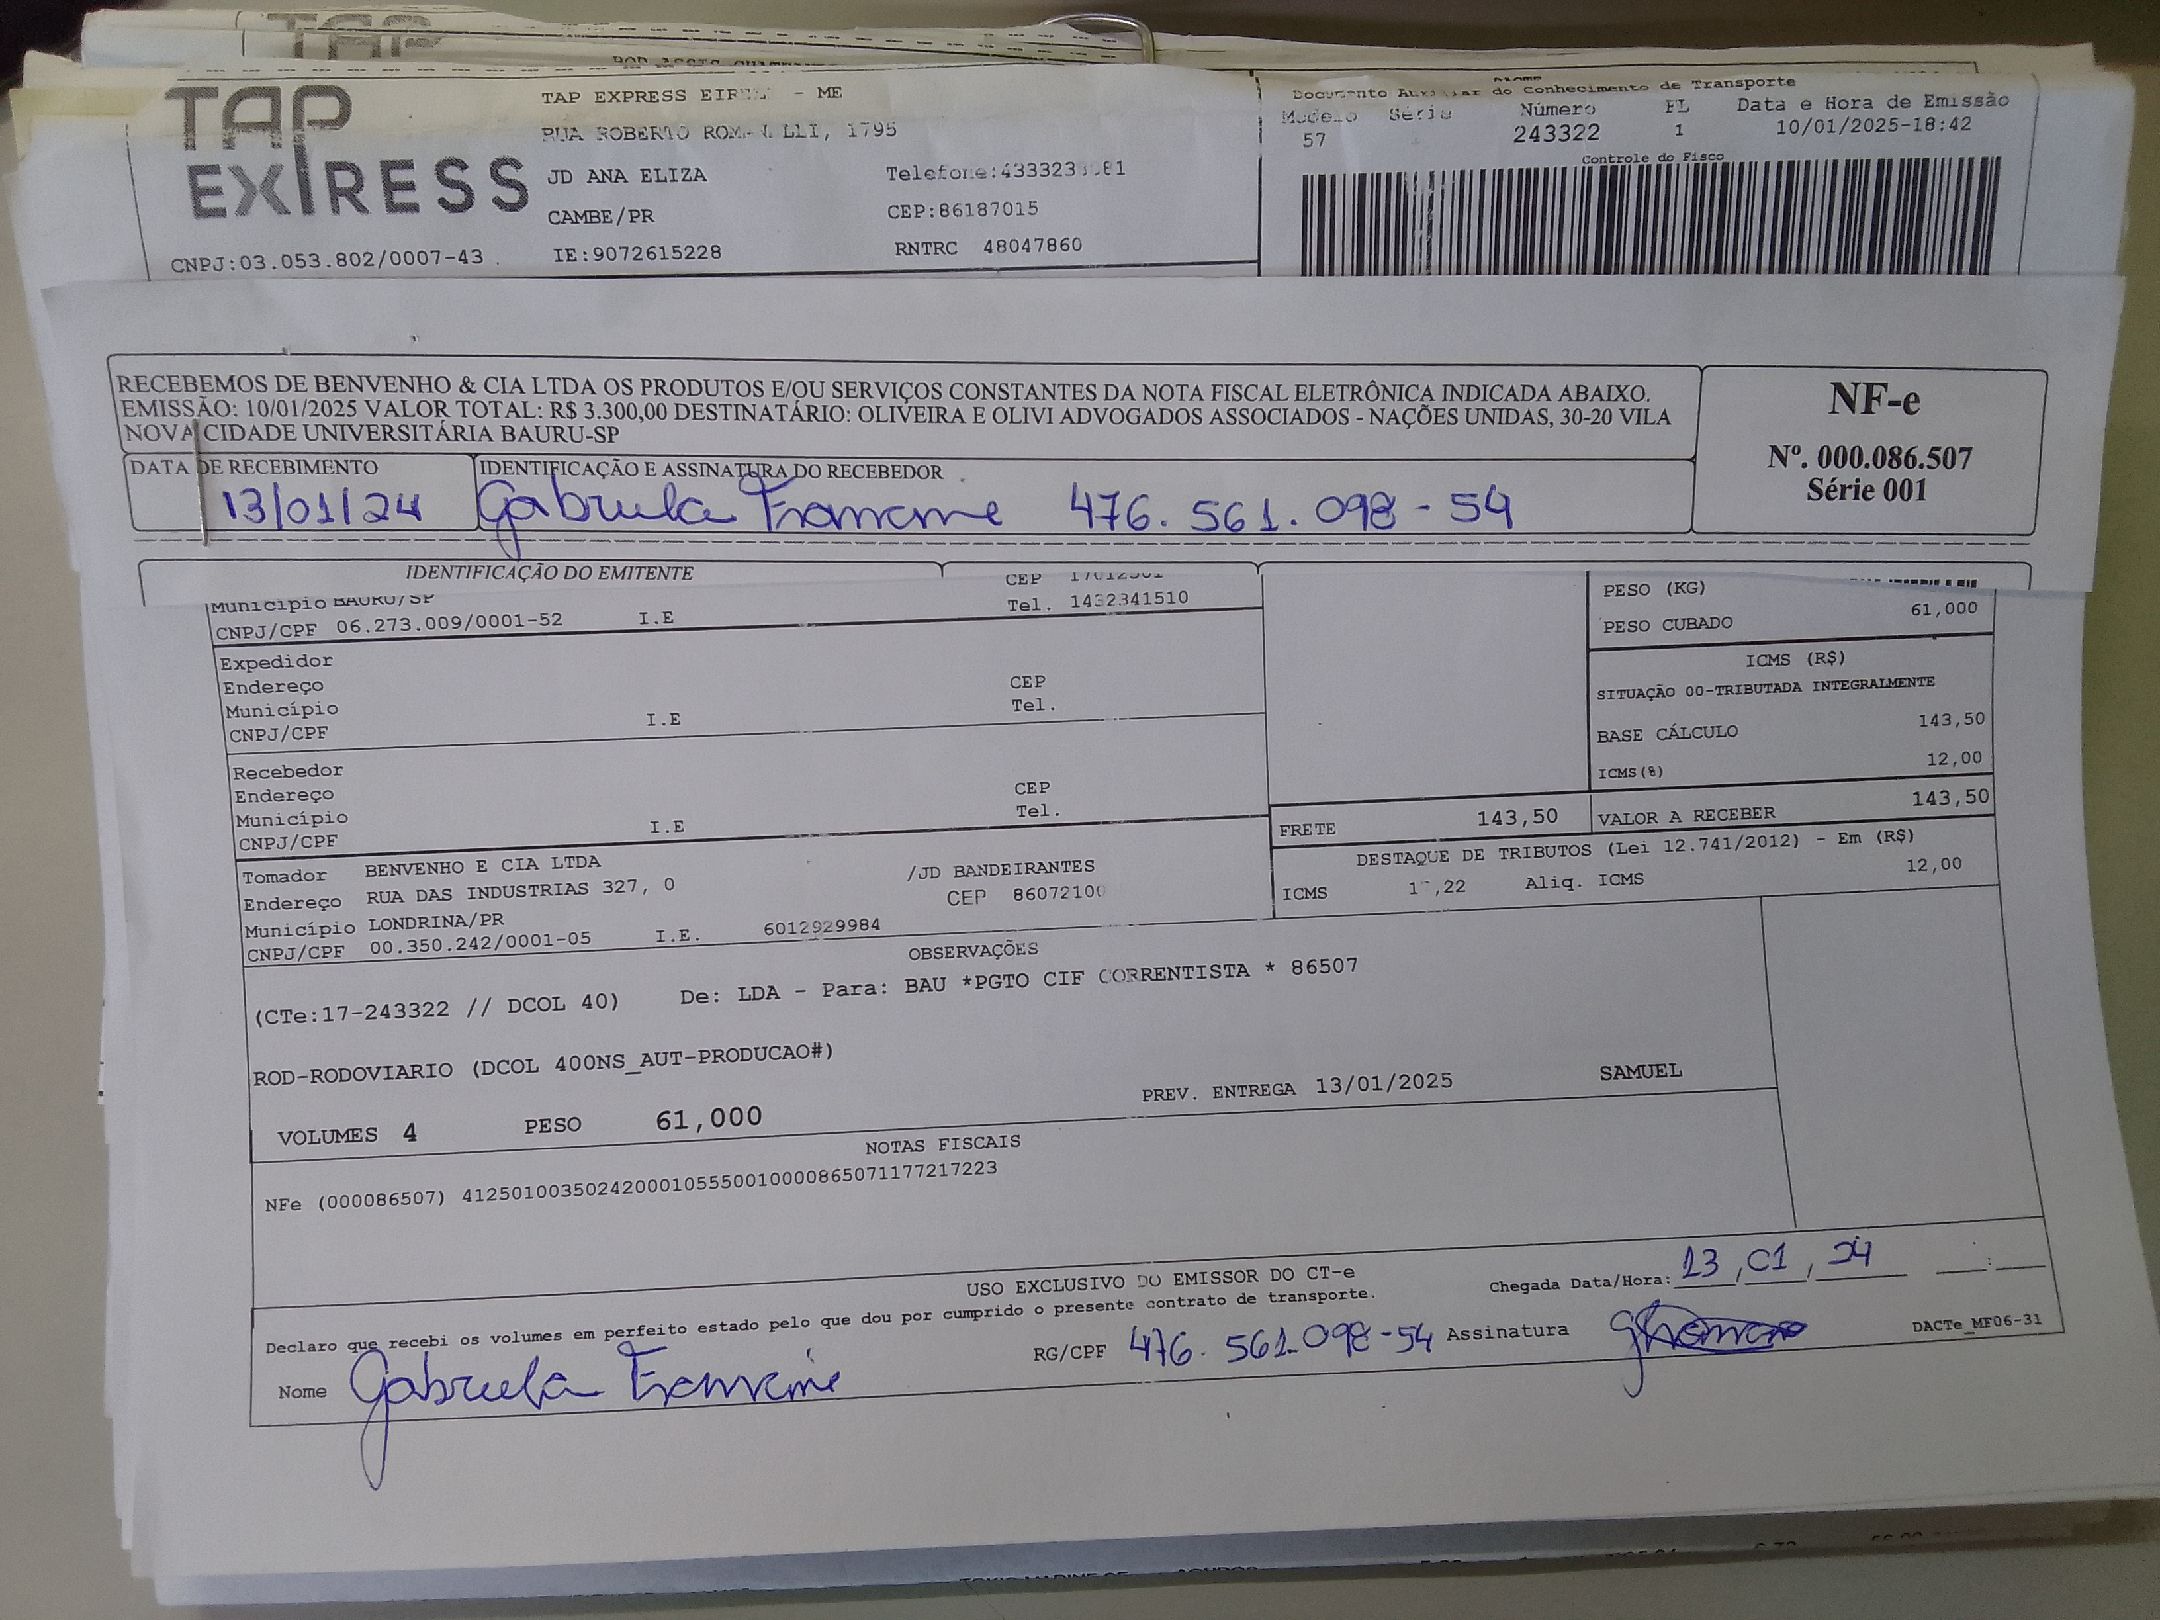 TAP
EXPRESS
TAP EXPRESS - ME
RUA ROBERTO 1795
JD ANA ELIZA
CAMBE/PR
CEP:86187015
CNPJ:03.053.802/0007-43
IE:9072615228
RNTRC 48047860
Documento Auxiliar do Conhecimento de Transporte
Modelo Série Número FL Data e Hora de Emissão
57 243322 1 10/01/2025-18:42
Controle do Fisco
RECEBEMOS DE BENVENHO & CIA LTDA OS PRODUTOS E/OU SERVIÇOS CONSTANTES DA NOTA FISCAL ELETRÔNICA INDICADA ABAIXO.
EMISSÃO: 10/01/2025 VALOR TOTAL: R$ 3.300,00 DESTINATÁRIO: OLIVEIRA E OLIVI ADVOGADOS ASSOCIADOS - NAÇÕES UNIDAS, 30-20 VILA
NOVA CIDADE UNIVERSITÁRIA BAURU-SP
NF-e
Nº. 000.086.507
Série 001
DATA DE RECEBIMENTO
13/01/24
IDENTIFICAÇÃO E ASSINATURA DO RECEBEDOR
Gabriela 476.561.098-54
IDENTIFICAÇÃO DO EMITENTE
CEP
Município BAURU/SP
Tel. 1432341510
CNPJ/CPF 06.273.009/0001-52 I.E
Expedidor
Endereço CEP
Município Tel.
CNPJ/CPF I.E
Recebedor
Endereço CEP
Município Tel.
CNPJ/CPF I.E
PESO (KG)
61,000
PESO CUBADO
ICMS (R$)
SITUAÇÃO 00-TRIBUTADA INTEGRALMENTE
BASE CÁLCULO 143,50
ICMS(%) 12,00
FRETE 143,50 VALOR A RECEBER 143,50
DESTAQUE DE TRIBUTOS (Lei 12.741/2012) - Em (R$)
ICMS Aliq. ICMS 12,00
Tomador BENVENHO E CIA LTDA
Endereço RUA DAS INDUSTRIAS 327, 0 /JD BANDEIRANTES
Município LONDRINA/PR CEP 86072100
CNPJ/CPF 00.350.242/0001-05 I.E. 6012929984
OBSERVAÇÕES
(CTe:17-243322 // DCOL 40) De: LDA - Para: BAU *PGTO CIF CORRENTISTA * 86507
ROD-RODOVIARIO (DCOL 400NS_AUT-PRODUCAO#)
PREV. ENTREGA 13/01/2025 SAMUEL
VOLUMES 4 PESO 61,000
NOTAS FISCAIS
NFe (000086507) 41250100350242000105550010000865071177217223
USO EXCLUSIVO DO EMISSOR DO CT-e
Chegada Data/Hora: 13,01,24 :
Declaro que recebi os volumes em perfeito estado pelo que dou por cumprido o presente contrato de transporte.
Nome Gabriela
RG/CPF 476.561.098-54 Assinatura
DACTe_MF06-31